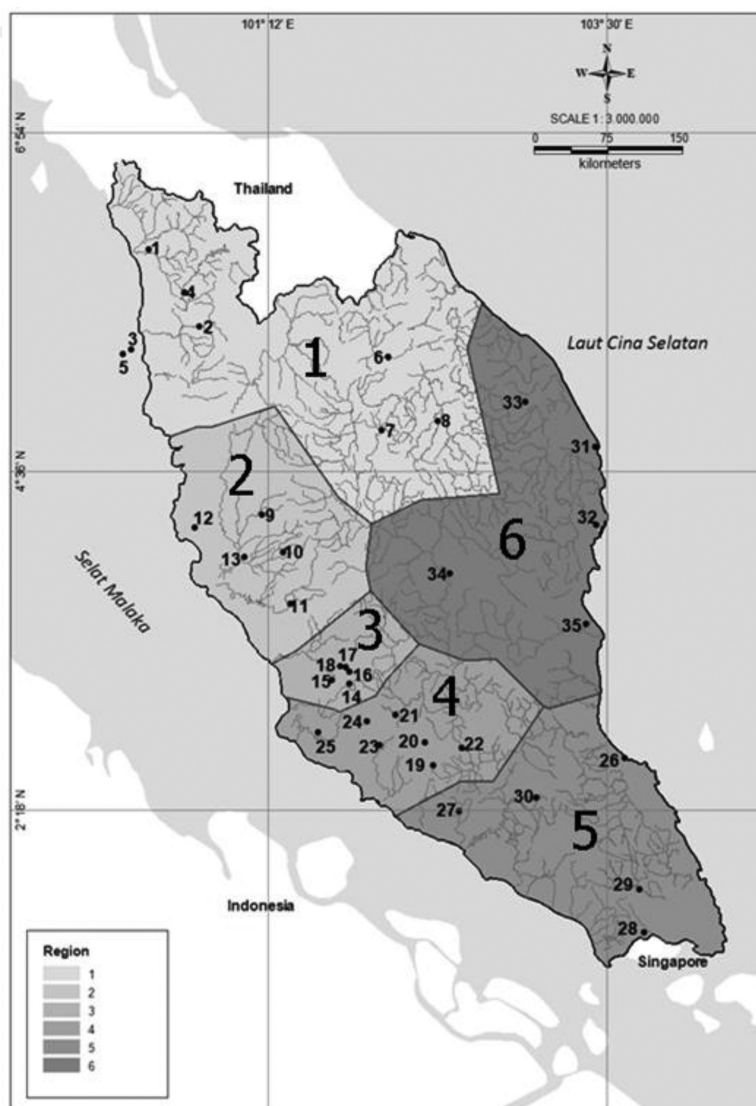 101°12' E
103°30' E
N
W E
S
6°54' N
SCALE 1: 3.000.000
0 75 150
kilometers
Thailand
1
4
2
3
5
6
1
Laut Cina Selatan
33
7
8
31
4°36' N
2
9
12
32
10
13
6
34
11
Selat Malaka
3
35
17
18
16
15
14
4
21
24
25
23
20
22
19
26
2°18' N
27
30
5
29
Indonesia
28
Singapore
Region
1
2
3
4
5
6